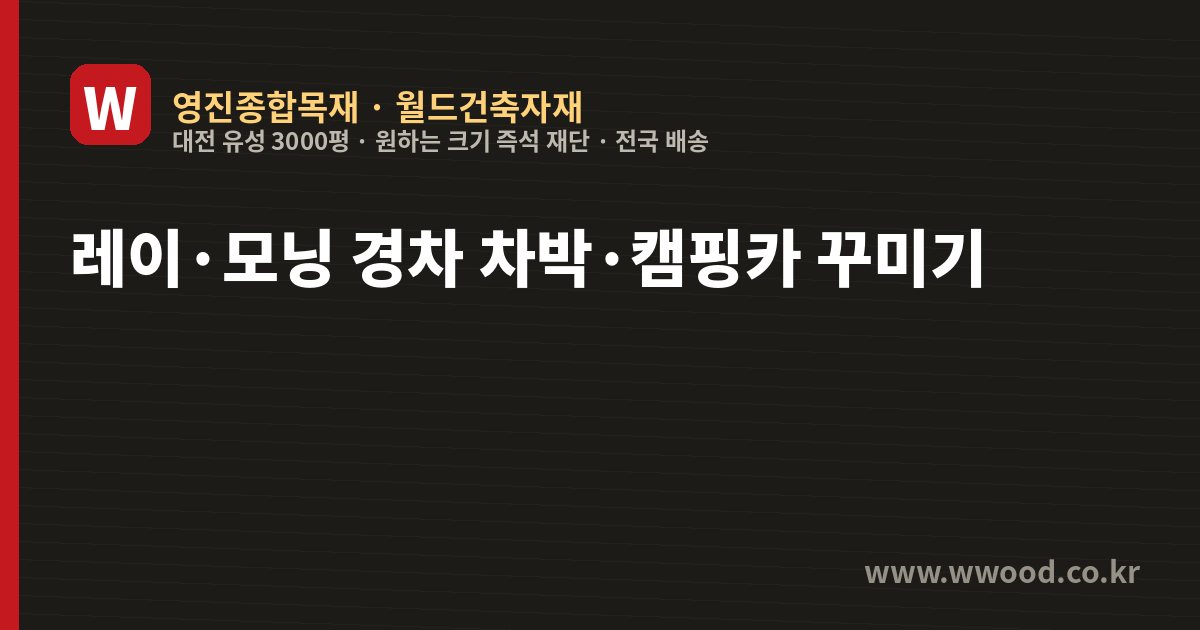 W
영진종합목재 · 월드건축자재
대전 유성 3000평 · 원하는 크기 즉석 재단 · 전국 배송
레이·모닝 경차 차박·캠핑카 꾸미기
www.wwood.co.kr